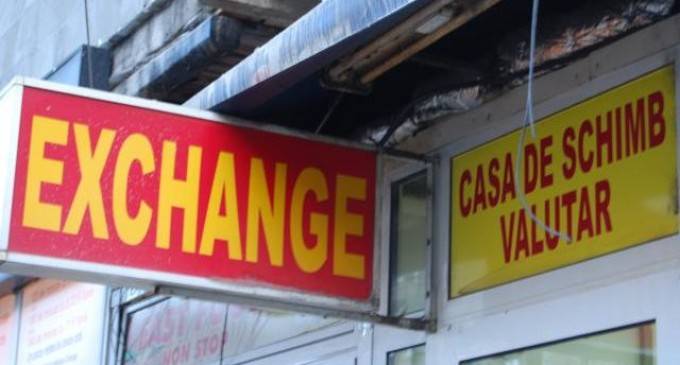 EXCHANGE
CASA DE SCHIMB
VALUTAR
NON STOP